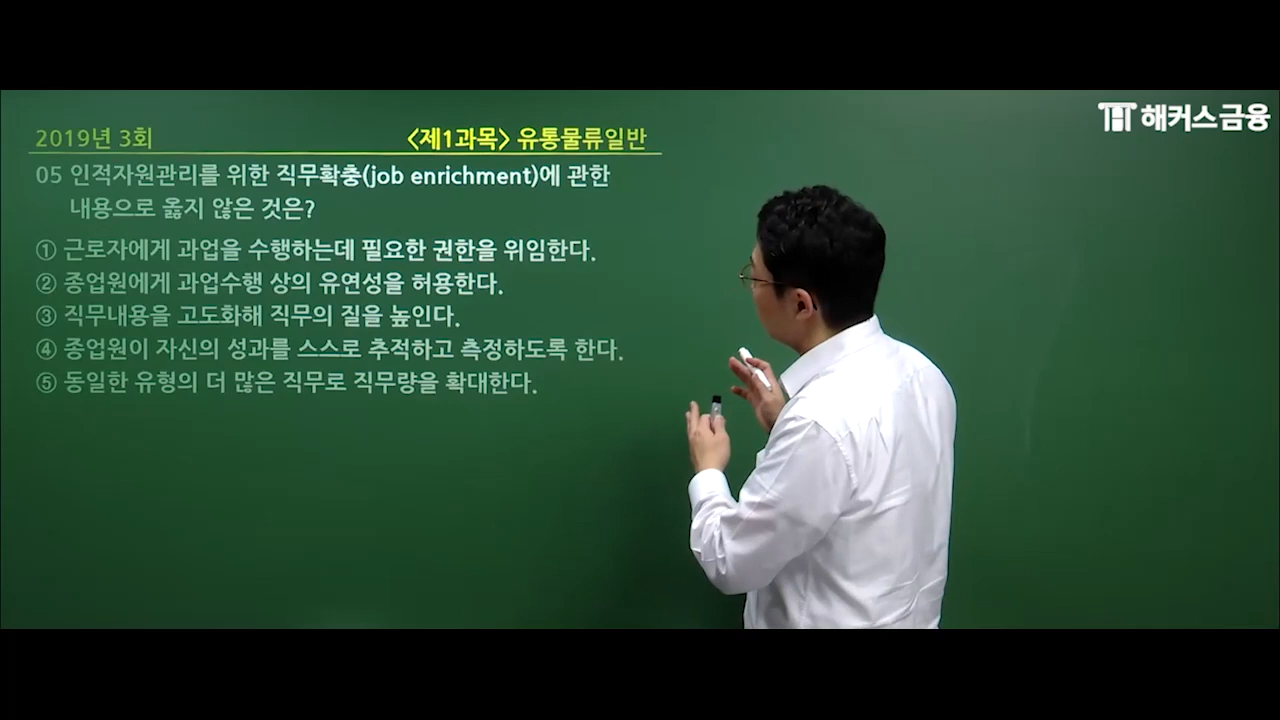 해커스금융
2019년 3회 <제1과목> 유통물류일반
05 인적자원관리를 위한 직무확충(job enrichment)에 관한
내용으로 옳지 않은 것은?
① 근로자에게 과업을 수행하는데 필요한 권한을 위임한다.
② 종업원에게 과업수행 상의 유연성을 허용한다.
③ 직무내용을 고도화해 직무의 질을 높인다.
④ 종업원이 자신의 성과를 스스로 추적하고 측정하도록 한다.
⑤ 동일한 유형의 더 많은 직무로 직무량을 확대한다.